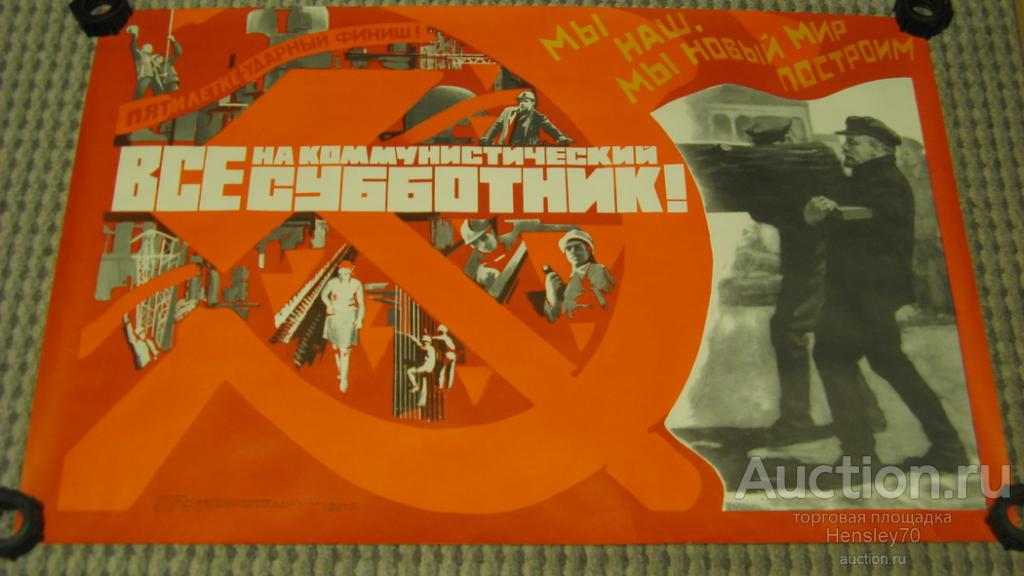 ПЯТИЛЕТКЕ-УДАРНЫЙ ФИНИШ!
МЫ НАШ,
МЫ НОВЫЙ МИР
ПОСТРОИМ
ВСЕ НА КОММУНИСТИЧЕСКИЙ
СУББОТНИК!
Auction.ru
торговая площадка
Hensley70
auction.ru